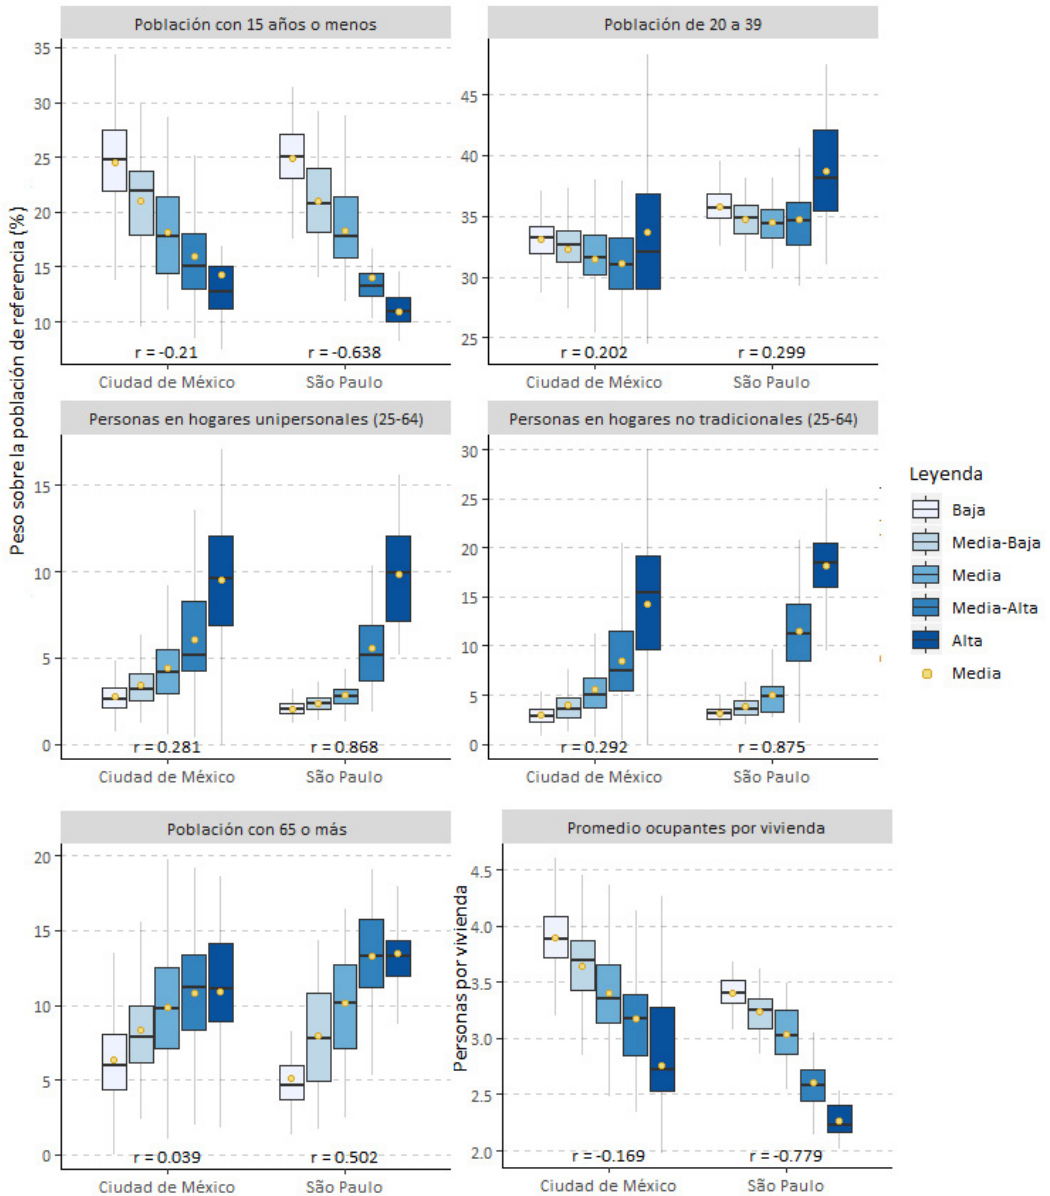 Población con 15 años o menos
Población de 20 a 39
Peso sobre la población de referencia (%)
35
30
25
20
15
10
r = -0.21
r = -0.638
Ciudad de México
São Paulo
45
40
35
30
25
r = 0.202
r = 0.299
Ciudad de México
São Paulo
Personas en hogares unipersonales (25-64)
Personas en hogares no tradicionales (25-64)
15
10
5
0
r = 0.281
r = 0.868
Ciudad de México
São Paulo
30
25
20
15
10
5
0
r = 0.292
r = 0.875
Ciudad de México
São Paulo
Leyenda
Baja
Media-Baja
Media
Media-Alta
Alta
Media
Población con 65 o más
Promedio ocupantes por vivienda
20
15
10
5
0
r = 0.039
r = 0.502
Ciudad de México
São Paulo
Personas por vivienda
4.5
4.0
3.5
3.0
2.5
2.0
r = -0.169
r = -0.779
Ciudad de México
São Paulo